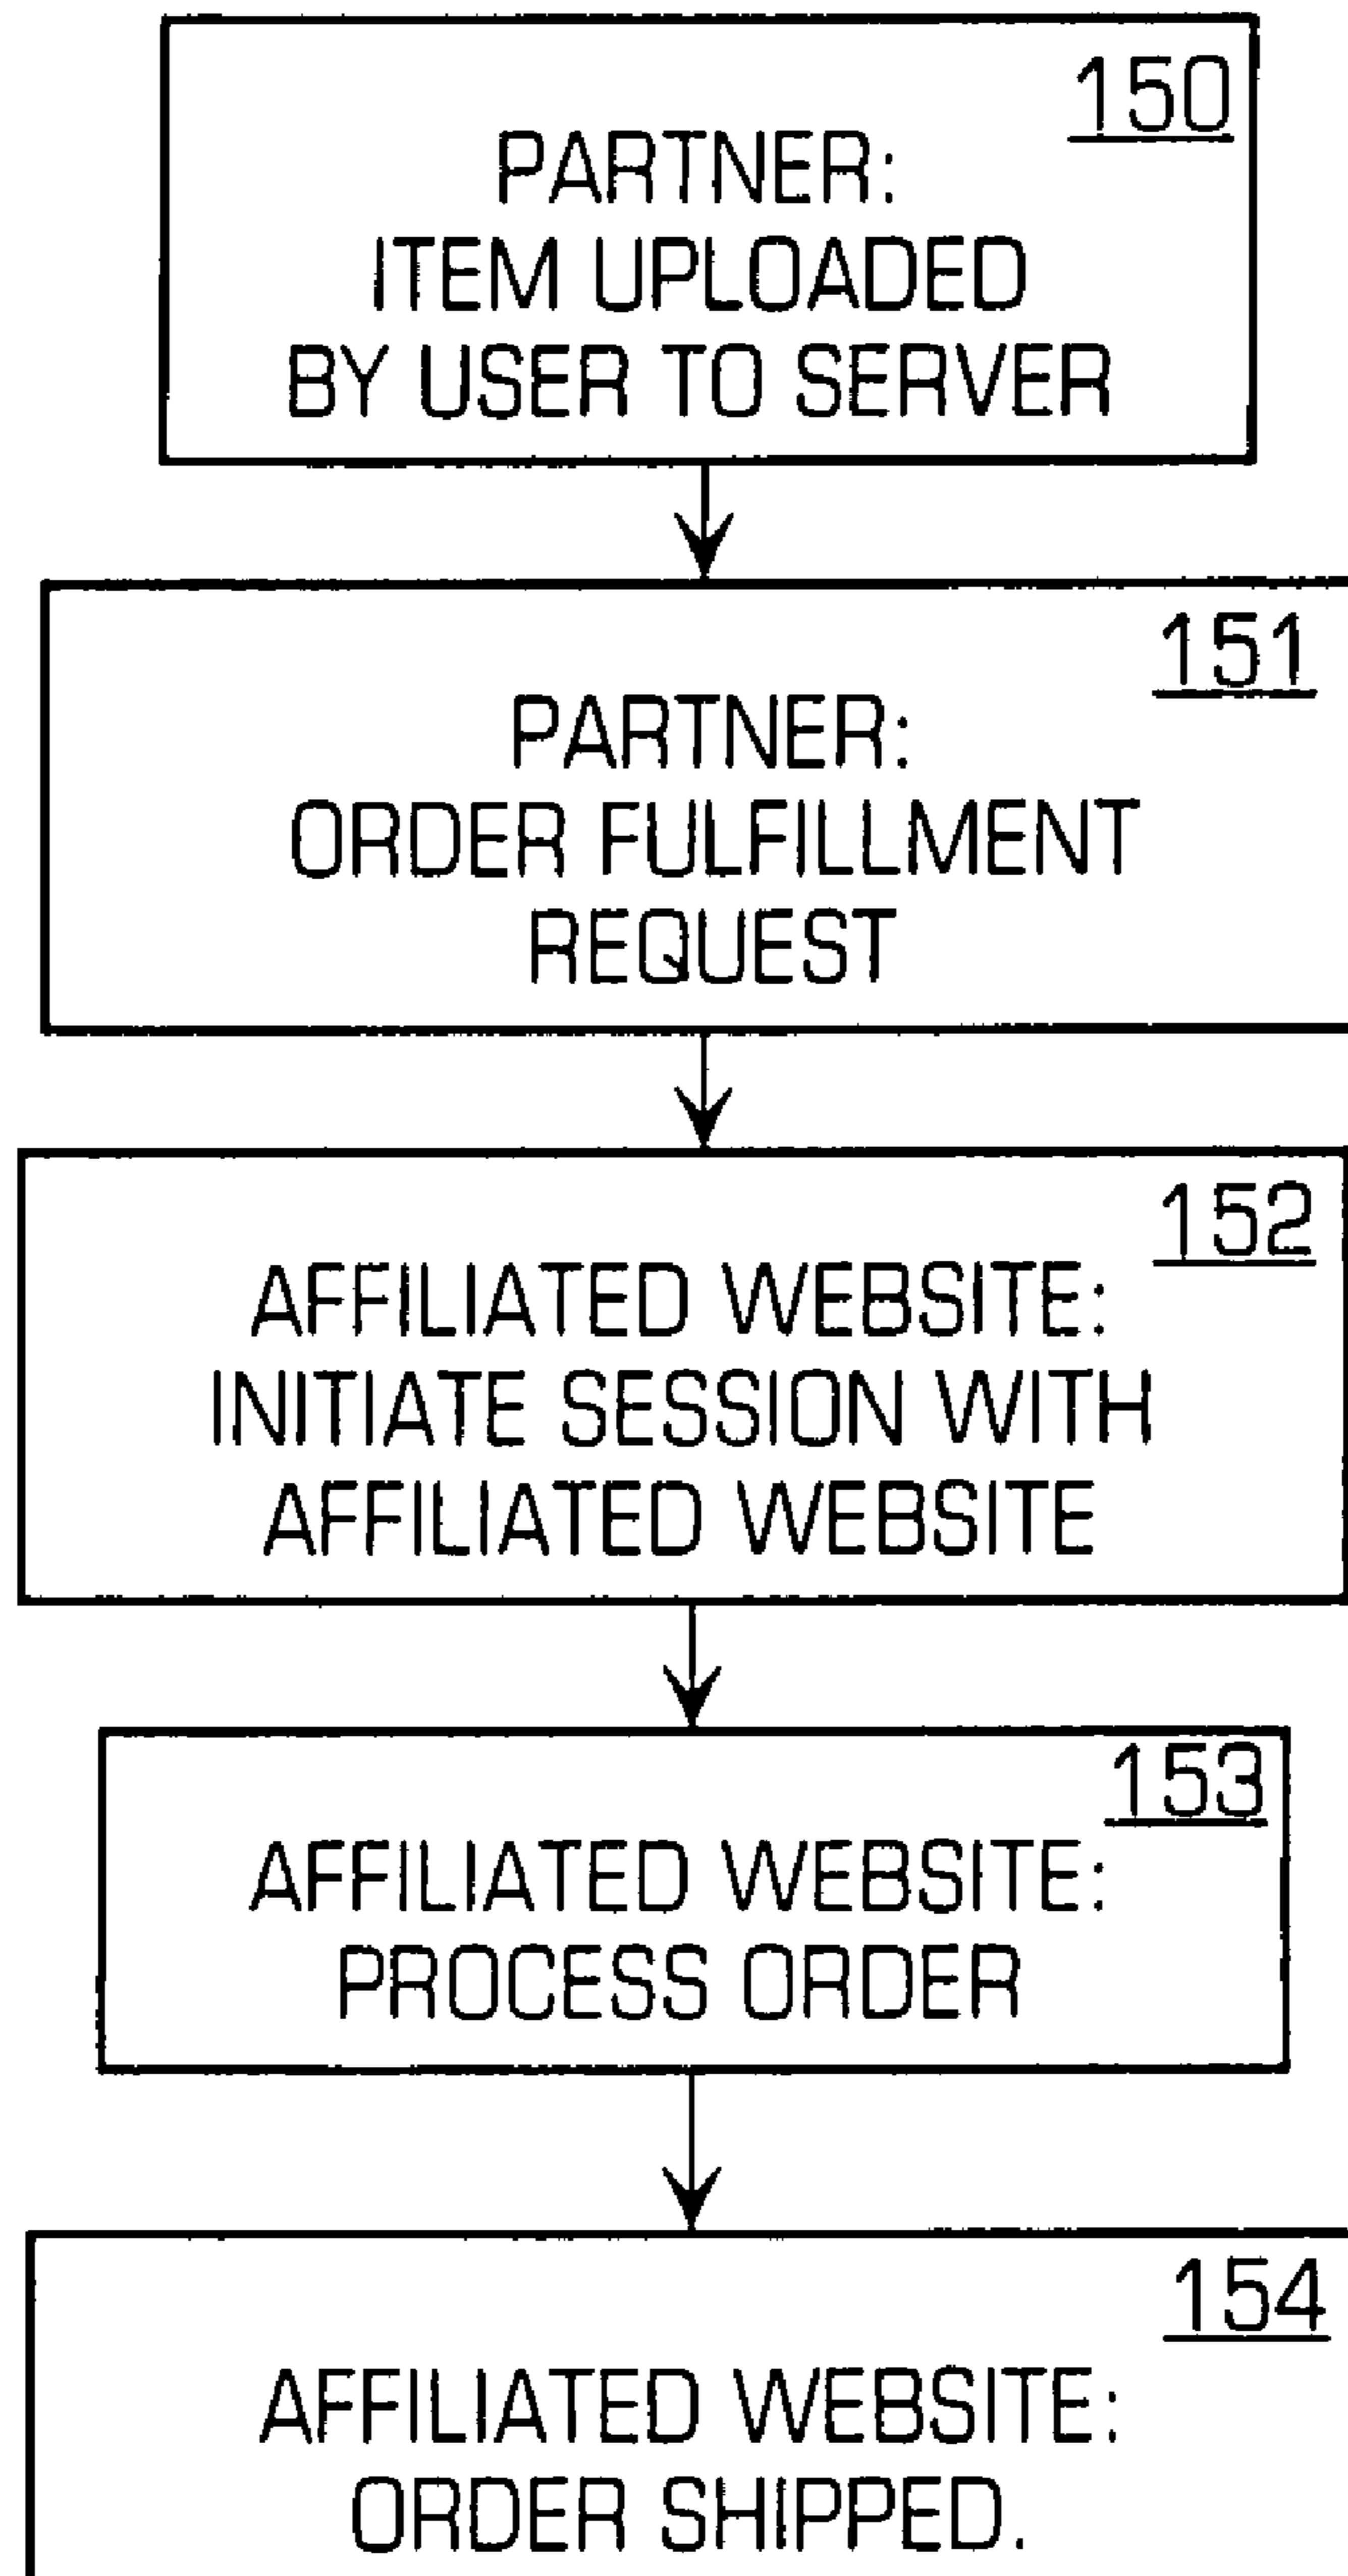 150
PARTNER:
ITEM UPLOADED
BY USER TO SERVER
151
PARTNER:
ORDER FULFILLMENT
REQUEST
152
AFFILIATED WEBSITE:
INITIATE SESSION WITH
AFFILIATED WEBSITE
153
AFFILIATED WEBSITE:
PROCESS ORDER
154
AFFILIATED WEBSITE:
ORDER SHIPPED.